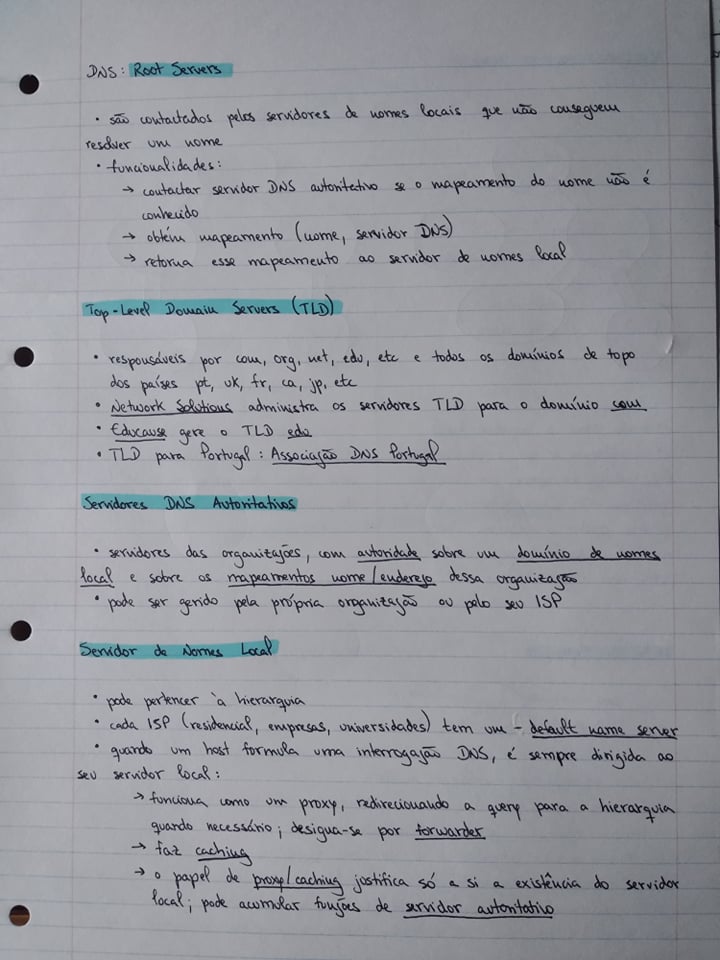 DNS: Root Servers
• são contactados pelos servidores de nomes locais que não conseguem
resolver um nome
• funcionalidades:
→ contactar servidor DNS autoritativo se o mapeamento do nome não é
conhecido
→ obtém mapeamento (nome, servidor DNS)
→ retorna esse mapeamento ao servidor de nomes local
Top-Level Domain Servers (TLD)
• responsáveis por com, org, net, edu, etc e todos os domínios de topo
dos países pt, uk, fr, ca, jp, etc
• Network Solutions administra os servidores TLD para o domínio com
• Educause gere o TLD edo
• TLD para Portugal: Associação DNS Portugal
Servidores DNS Autoritativos
• servidores das organizações, com autoridade sobre um domínio de nomes
local e sobre os mapeamentos nome/endereço dessa organização
• pode ser gerido pela própria organização ou pelo seu ISP
Servidor de Nomes Local
• pode pertencer à hierarquia
• cada ISP (residencial, empresas, universidades) tem um - default name server
• quando um host formula uma interrogação DNS, é sempre dirigida ao
seu servidor local:
→ funciona como um proxy, redirecionando a query para a hierarquia
quando necessário; designa-se por forwarder
→ faz caching
→ o papel de proxy/caching justifica só a si a existência do servidor
local; pode acumular funções de servidor autoritativo